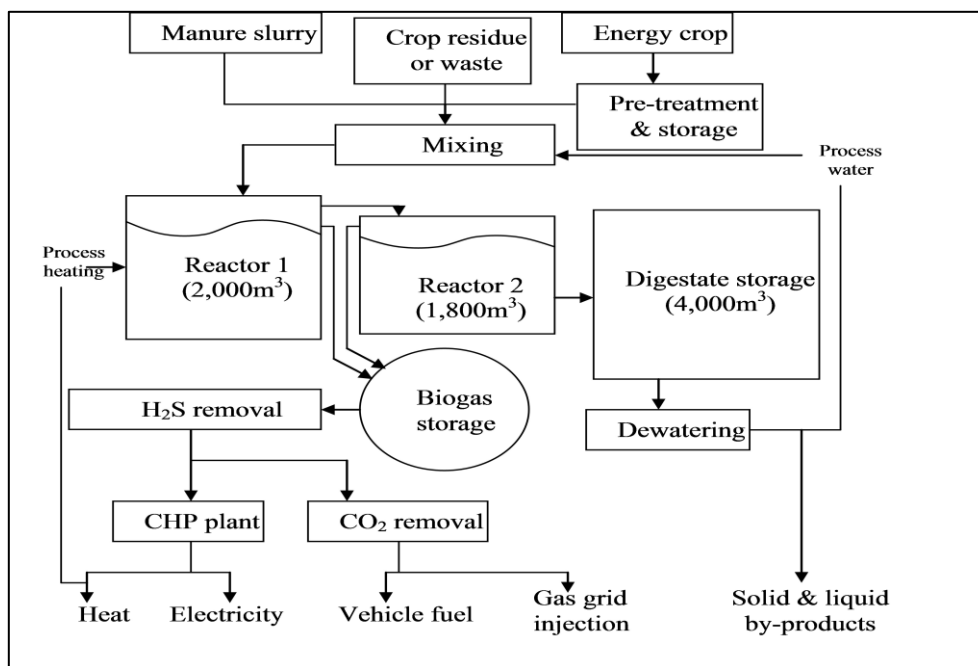 Manure slurry
Crop residue
or waste
Energy crop
Pre-treatment
& storage
Mixing
Process
water
Process
heating
Reactor 1
(2,000m³)
Reactor 2
(1,800m³)
Digestate storage
(4,000m³)
H₂S removal
Biogas
storage
Dewatering
CHP plant
CO₂ removal
Heat
Electricity
Vehicle fuel
Gas grid
injection
Solid & liquid
by-products